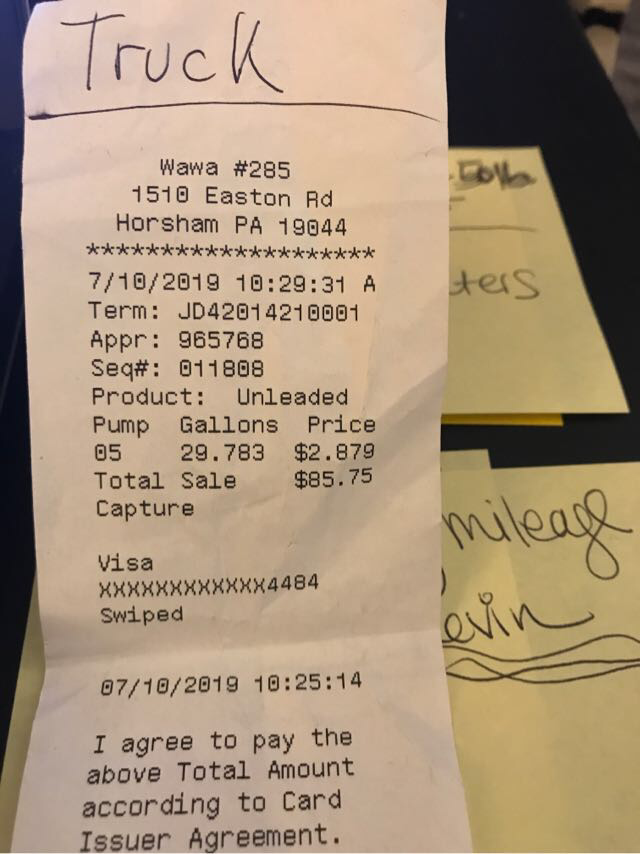 Truck
Wawa #285
1510 Easton Rd
Horsham PA 19044
********************
7/10/2019 10:29:31 A
Term: JD42014210001
Appr: 965768
Seq#: 011808
Product: Unleaded
Pump Gallons Price
05 29.783 $2.879
Total Sale $85.75
Capture
Visa
XXXXXXXXXXXX4484
Swiped
07/10/2019 10:25:14
I agree to pay the
above Total Amount
according to Card
Issuer Agreement.
ters
mileage
evin